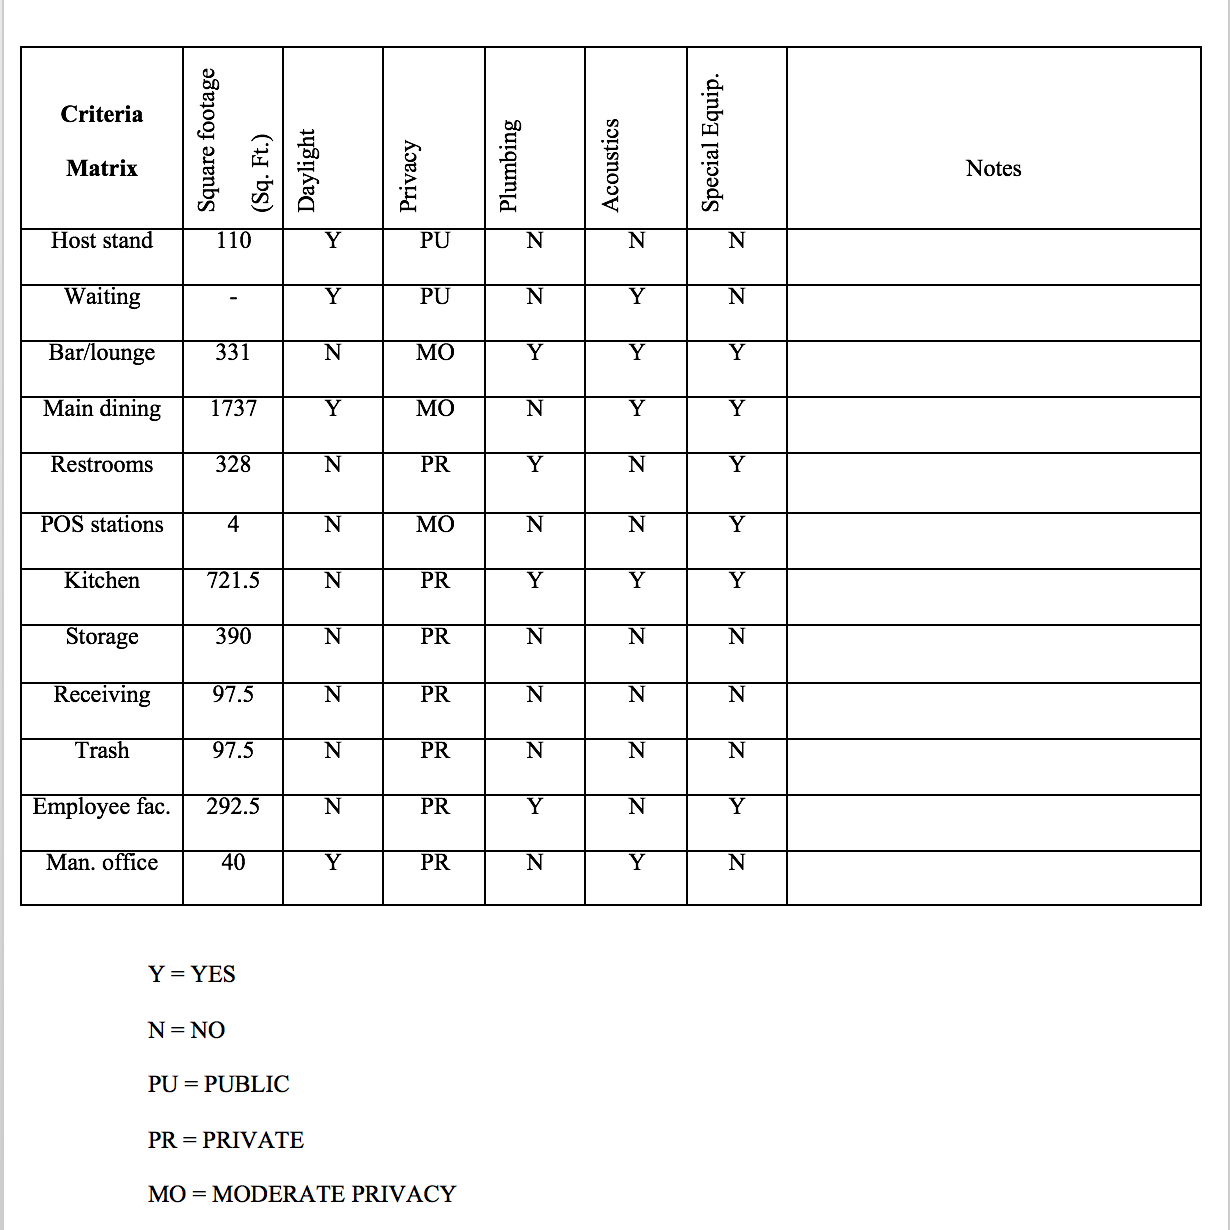 Criteria Matrix Square footage (Sq. Ft.) Daylight Privacy Plumbing Acoustics Special Equip. Notes
Host stand 110 Y PU N N N
Waiting - Y PU N Y N
Bar/lounge 331 N MO Y Y Y
Main dining 1737 Y MO N Y Y
Restrooms 328 N PR Y N Y
POS stations 4 N MO N N Y
Kitchen 721.5 N PR Y Y Y
Storage 390 N PR N N N
Receiving 97.5 N PR N N N
Trash 97.5 N PR N N N
Employee fac. 292.5 N PR Y N Y
Man. office 40 Y PR N Y N
Y = YES
N = NO
PU = PUBLIC
PR = PRIVATE
MO = MODERATE PRIVACY